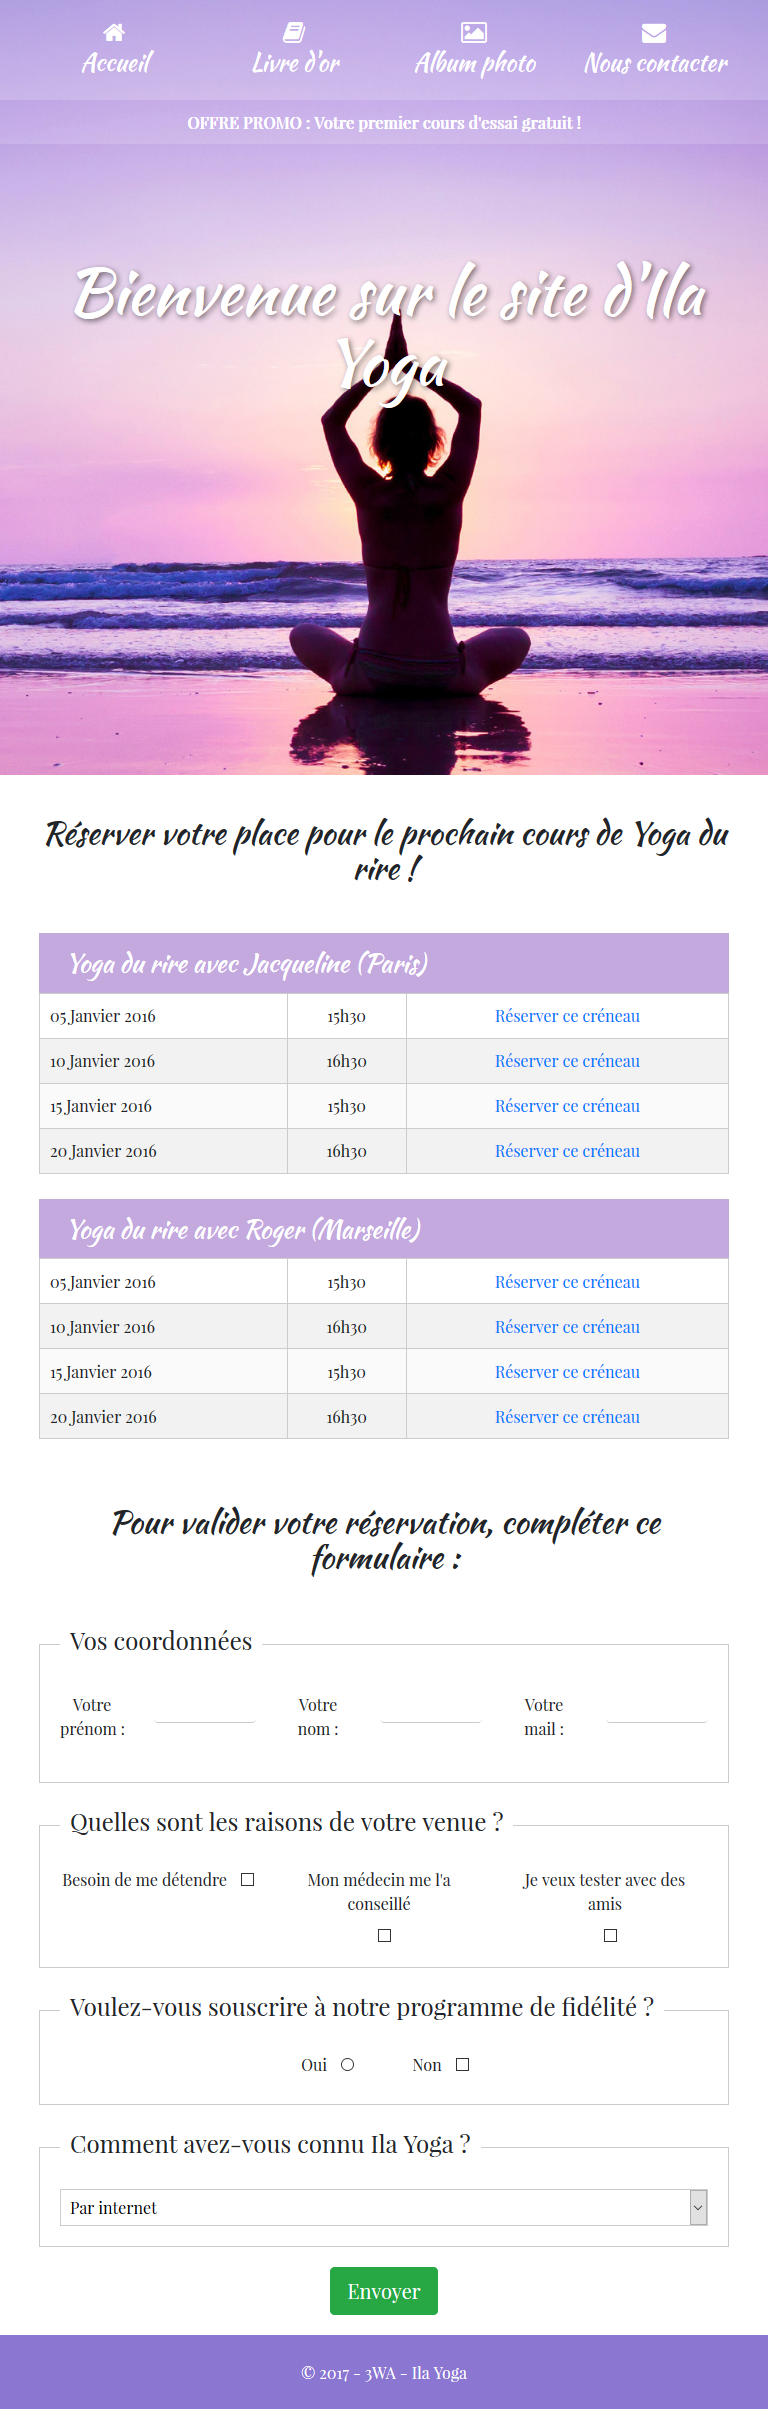 Accueil Livre d'or Album photo Nous contacter
OFFRE PROMO : Votre premier cours d'essai gratuit !
Bienvenue sur le site d'Ila
Yoga
Réserver votre place pour le prochain cours de Yoga du
rire !
Yoga du rire avec Jacqueline (Paris)
05 Janvier 2016 15h30 Réserver ce créneau
10 Janvier 2016 16h30 Réserver ce créneau
15 Janvier 2016 15h30 Réserver ce créneau
20 Janvier 2016 16h30 Réserver ce créneau
Yoga du rire avec Roger (Marseille)
05 Janvier 2016 15h30 Réserver ce créneau
10 Janvier 2016 16h30 Réserver ce créneau
15 Janvier 2016 15h30 Réserver ce créneau
20 Janvier 2016 16h30 Réserver ce créneau
Pour valider votre réservation, compléter ce
formulaire :
Vos coordonnées
Votre
prénom :
Votre
nom :
Votre
mail :
Quelles sont les raisons de votre venue ?
Besoin de me détendre
Mon médecin me l'a
conseillé
Je veux tester avec des
amis
Voulez-vous souscrire à notre programme de fidélité ?
Oui Non
Comment avez-vous connu Ila Yoga ?
Par internet
Envoyer
© 2017 - 3WA - Ila Yoga